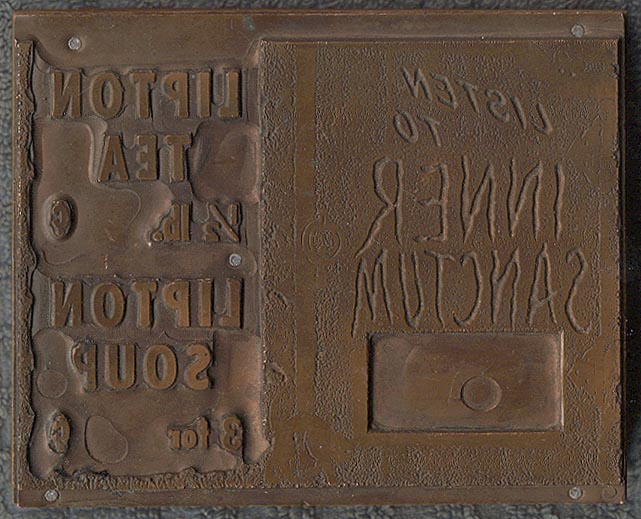 LISTEN
TO
INNER
SANCTUM
LIPTON
TEA
½ lb. ¢
LIPTON
SOUP
3 for ¢